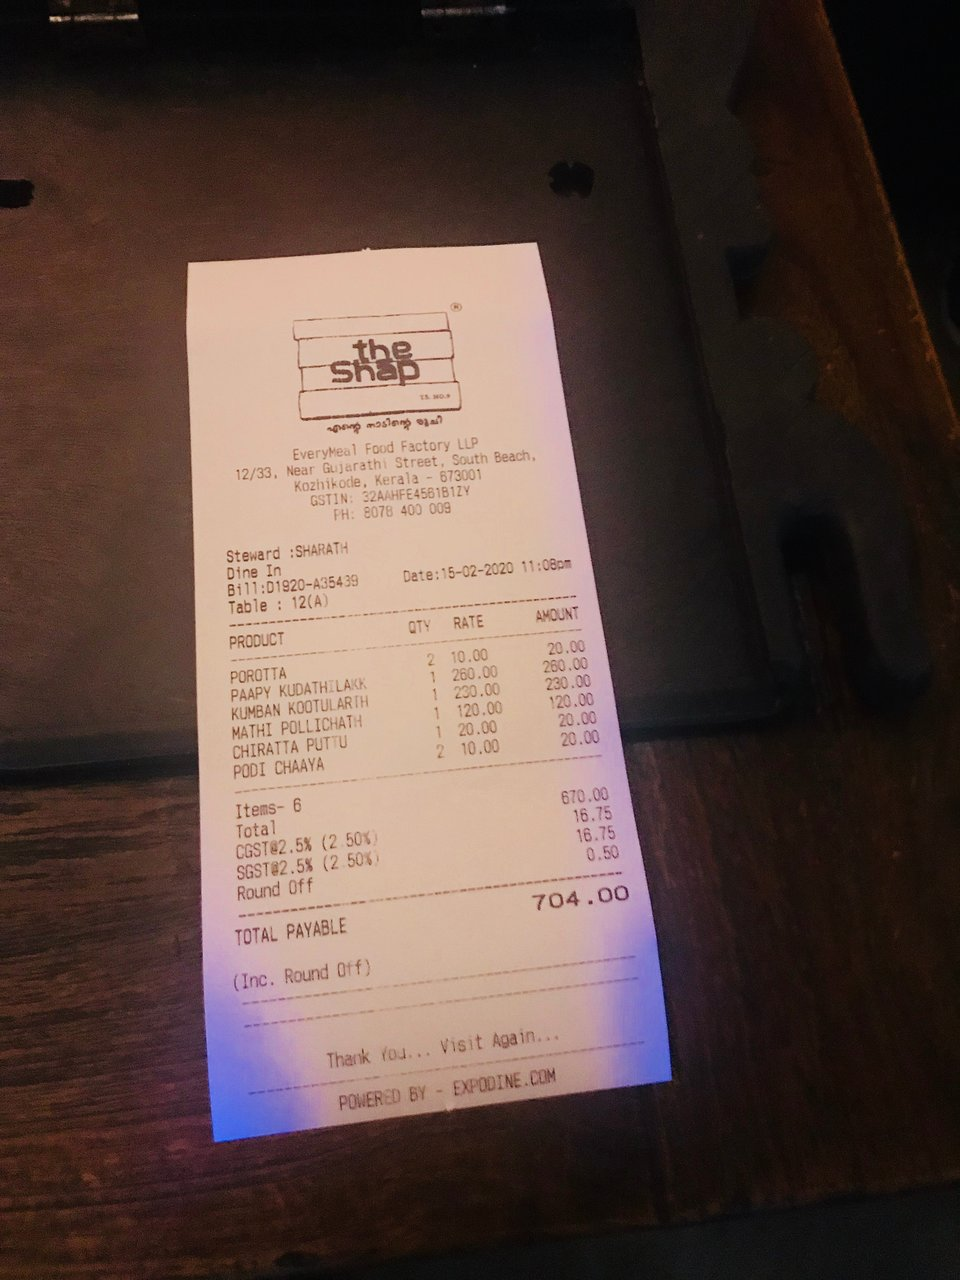 ®
the
Shap
T.S. NO.9
എന്റെ നാടിന്റെ രുചി
EveryMeal Food Factory LLP
12/33, Near Gujarathi Street, South Beach,
Kozhikode, Kerala - 673001
GSTIN: 32AAHFE4561B1ZY
PH: 8078 400 009
Steward :SHARATH
Dine In
Bill:D1920-A35439 Date:15-02-2020 11:08pm
Table : 12(A)
PRODUCT QTY RATE AMOUNT
POROTTA 2 10.00 20.00
PAAPY KUDATHILAKK 1 260.00 260.00
KUMBAN KOOTULARTH 1 230.00 230.00
MATHI POLLICHATH 1 120.00 120.00
CHIRATTA PUTTU 1 20.00 20.00
PODI CHAAYA 2 10.00 20.00
Items- 6
Total 670.00
CGST@2.5% (2.50%) 16.75
SGST@2.5% (2.50%) 16.75
Round Off 0.50
TOTAL PAYABLE 704.00
(Inc. Round Off)
Thank You... Visit Again...
POWERED BY - EXPODINE.COM